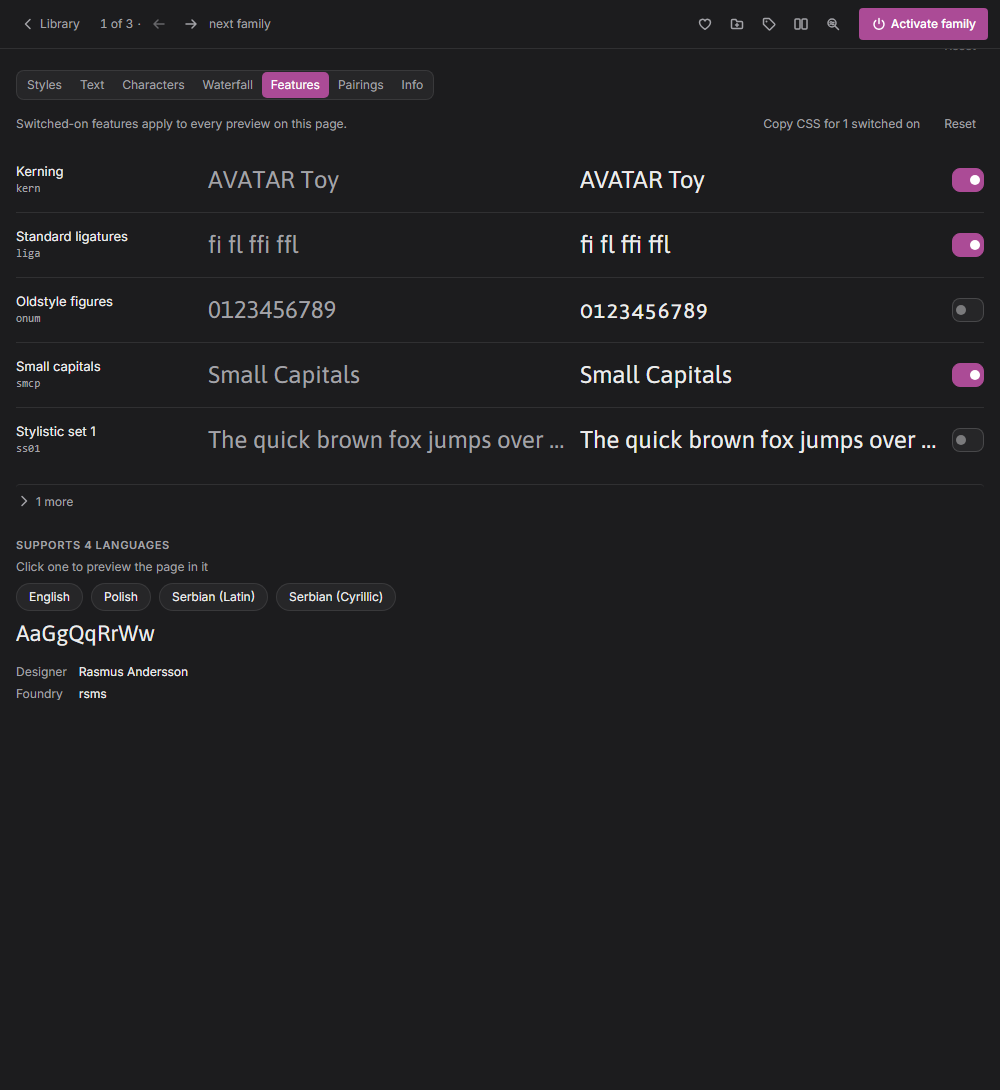 Library 1 of 3 · next family Activate family
Styles Text Characters Waterfall Features Pairings Info
Switched-on features apply to every preview on this page. Copy CSS for 1 switched on Reset
Kerning AVATAR Toy AVATAR Toy
kern
Standard ligatures fi fl ffi ffl fi fl ffi ffl
liga
Oldstyle figures 0123456789 0123456789
onum
Small capitals Small Capitals Small Capitals
smcp
Stylistic set 1 The quick brown fox jumps over ... The quick brown fox jumps over ...
ss01
1 more
SUPPORTS 4 LANGUAGES
Click one to preview the page in it
English Polish Serbian (Latin) Serbian (Cyrillic)
AaGgQqRrWw
Designer Rasmus Andersson
Foundry rsms